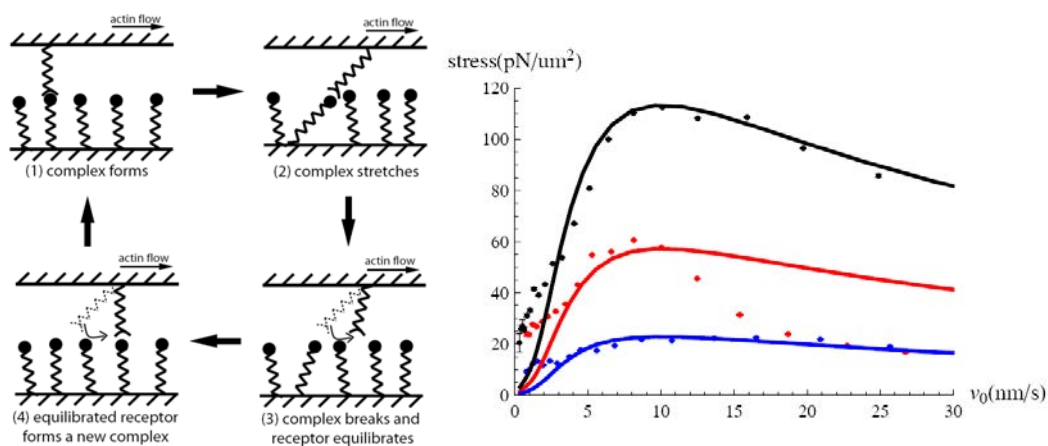 actin flow
(1) complex forms
actin flow
(2) complex stretches
actin flow
(4) equilibrated receptor
forms a new complex
actin flow
(3) complex breaks and
receptor equilibrates
stress(pN/um²)
120
100
80
60
40
20
0
0
5
10
15
20
25
30
v₀(nm/s)